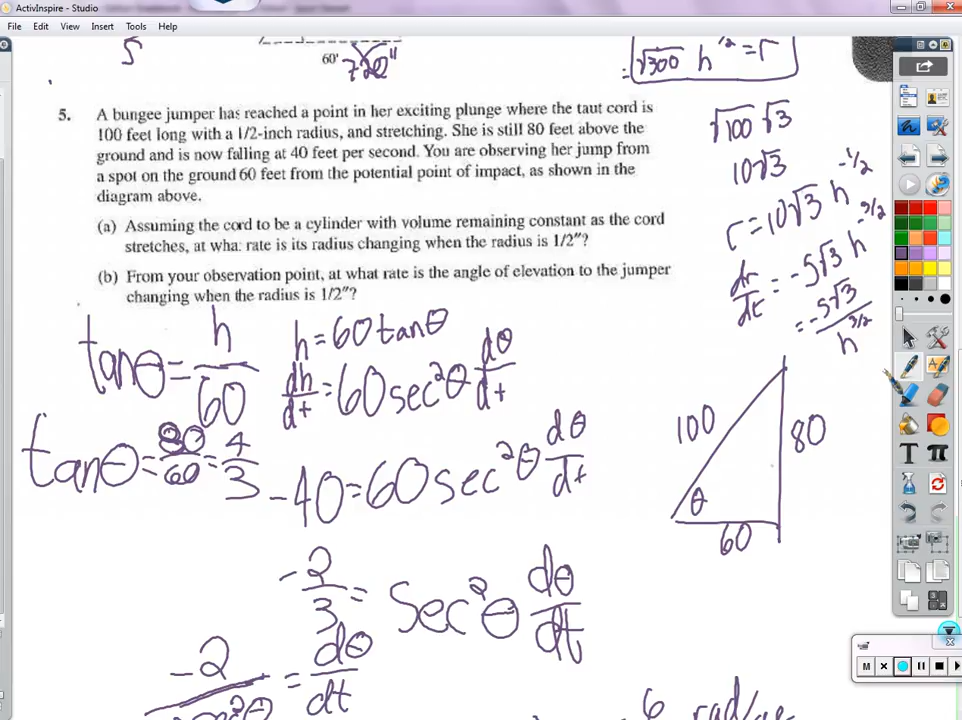 ActivInspire - Studio
File Edit View Insert Tools Help
5
60'
720"
= √300 h^1/2 = r
5. A bungee jumper has reached a point in her exciting plunge where the taut cord is
100 feet long with a 1/2-inch radius, and stretching. She is still 80 feet above the
ground and is now falling at 40 feet per second. You are observing her jump from
a spot on the ground 60 feet from the potential point of impact, as shown in the
diagram above.
(a) Assuming the cord to be a cylinder with volume remaining constant as the cord
stretches, at wha: rate is its radius changing when the radius is 1/2″?
(b) From your observation point, at what rate is the angle of elevation to the jumper
changing when the radius is 1/2″?
√100 √3
10√3
r = 10√3 h^-1/2
dr/dt = -5√3 h^-3/2
= -5√3/h^3/2
tanθ = h/60
h = 60 tanθ
dh/dt = 60 sec²θ dθ/dt
tanθ = 80/60 = 4/3
-40 = 60 sec²θ dθ/dt
100
80
θ
60
-2/3 = sec²θ dθ/dt
-2/sec²θ = dθ/dt
6 rad/sec
M